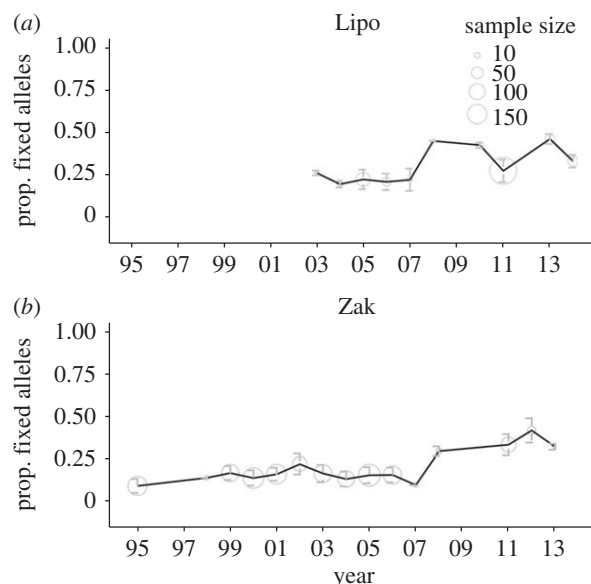 (a) Lipo
sample size
10
50
100
150
prop. fixed alleles
1.00
0.75
0.50
0.25
0
95 97 99 01 03 05 07 09 11 13
(b) Zak
prop. fixed alleles
1.00
0.75
0.50
0.25
0
95 97 99 01 03 05 07 09 11 13
year